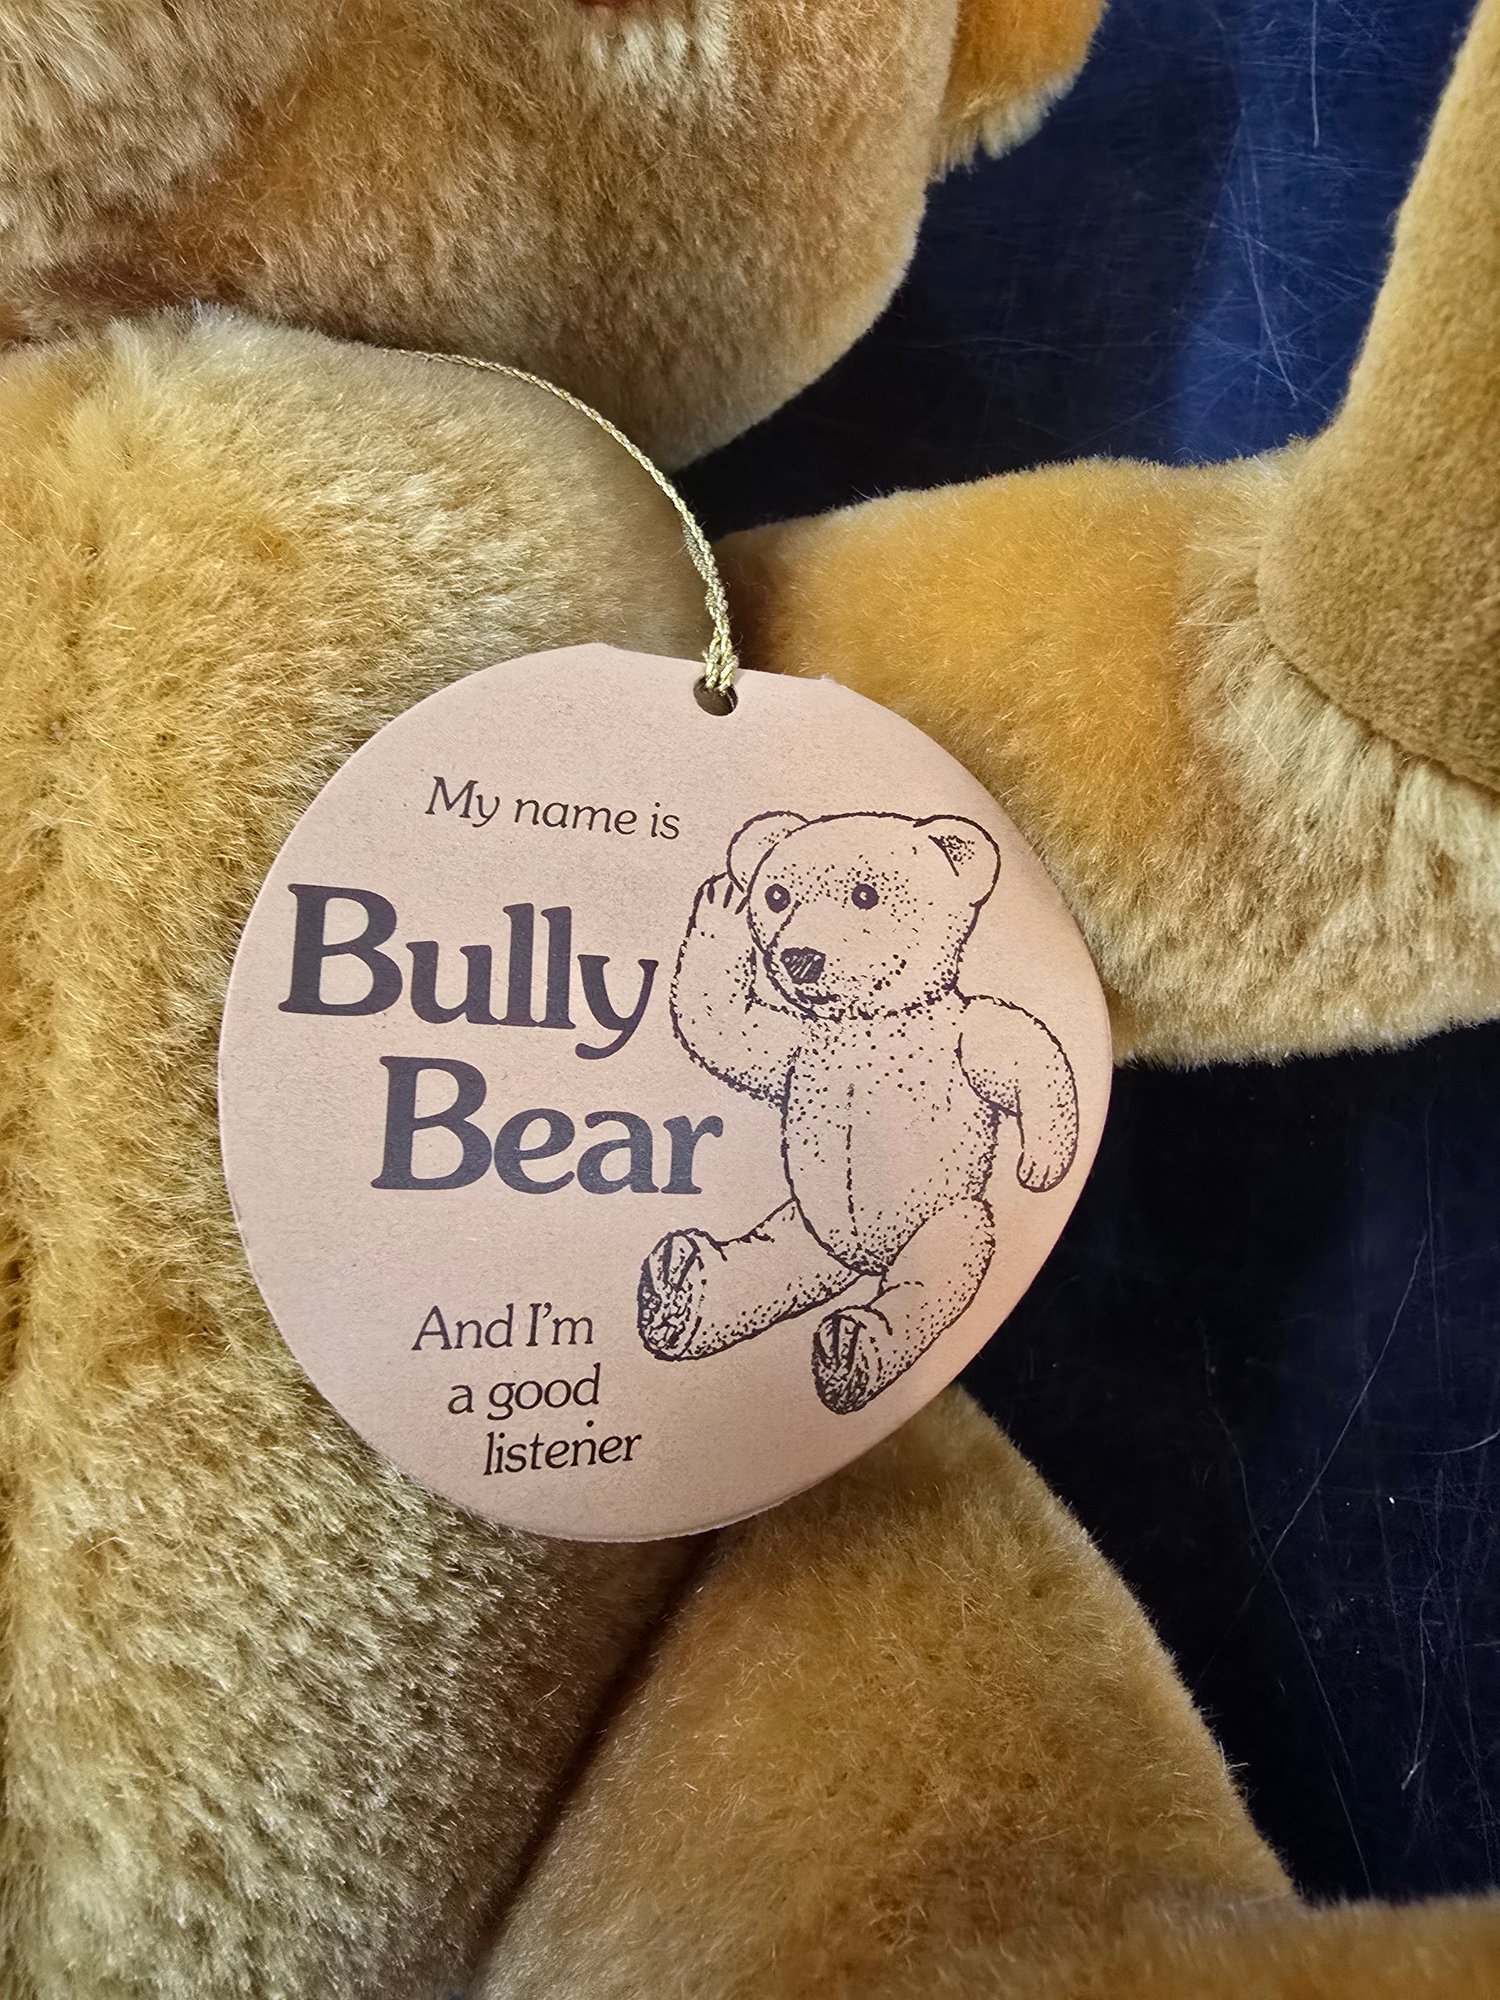 My name is
Bully
Bear
And I'm
a good
listener